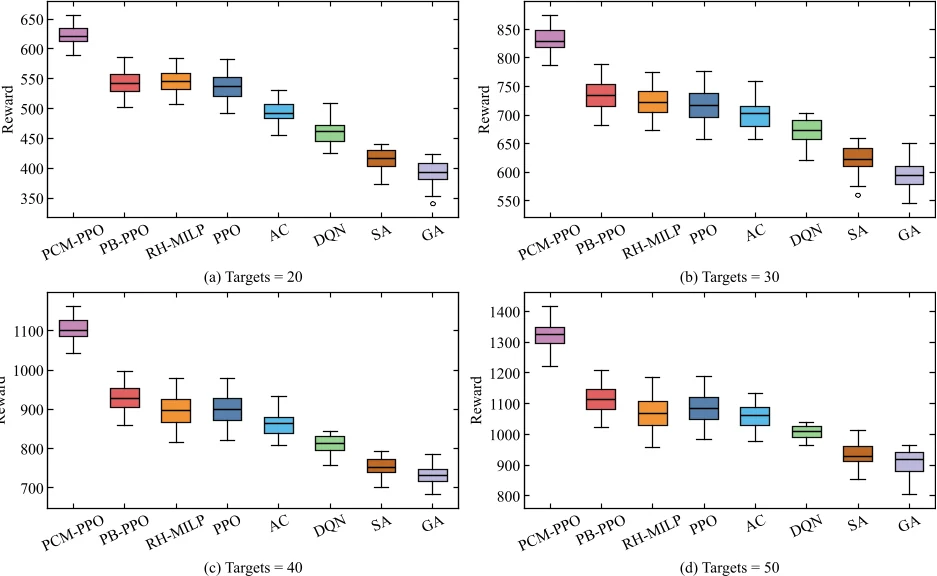 650
600
550
500
450
400
350
Reward
PCM-PPO
PB-PPO
RH-MILP
PPO
AC
DQN
SA
GA
(a) Targets = 20
850
800
750
700
650
600
550
Reward
PCM-PPO
PB-PPO
RH-MILP
PPO
AC
DQN
SA
GA
(b) Targets = 30
1100
1000
900
800
700
Reward
PCM-PPO
PB-PPO
RH-MILP
PPO
AC
DQN
SA
GA
(c) Targets = 40
1400
1300
1200
1100
1000
900
800
Reward
PCM-PPO
PB-PPO
RH-MILP
PPO
AC
DQN
SA
GA
(d) Targets = 50